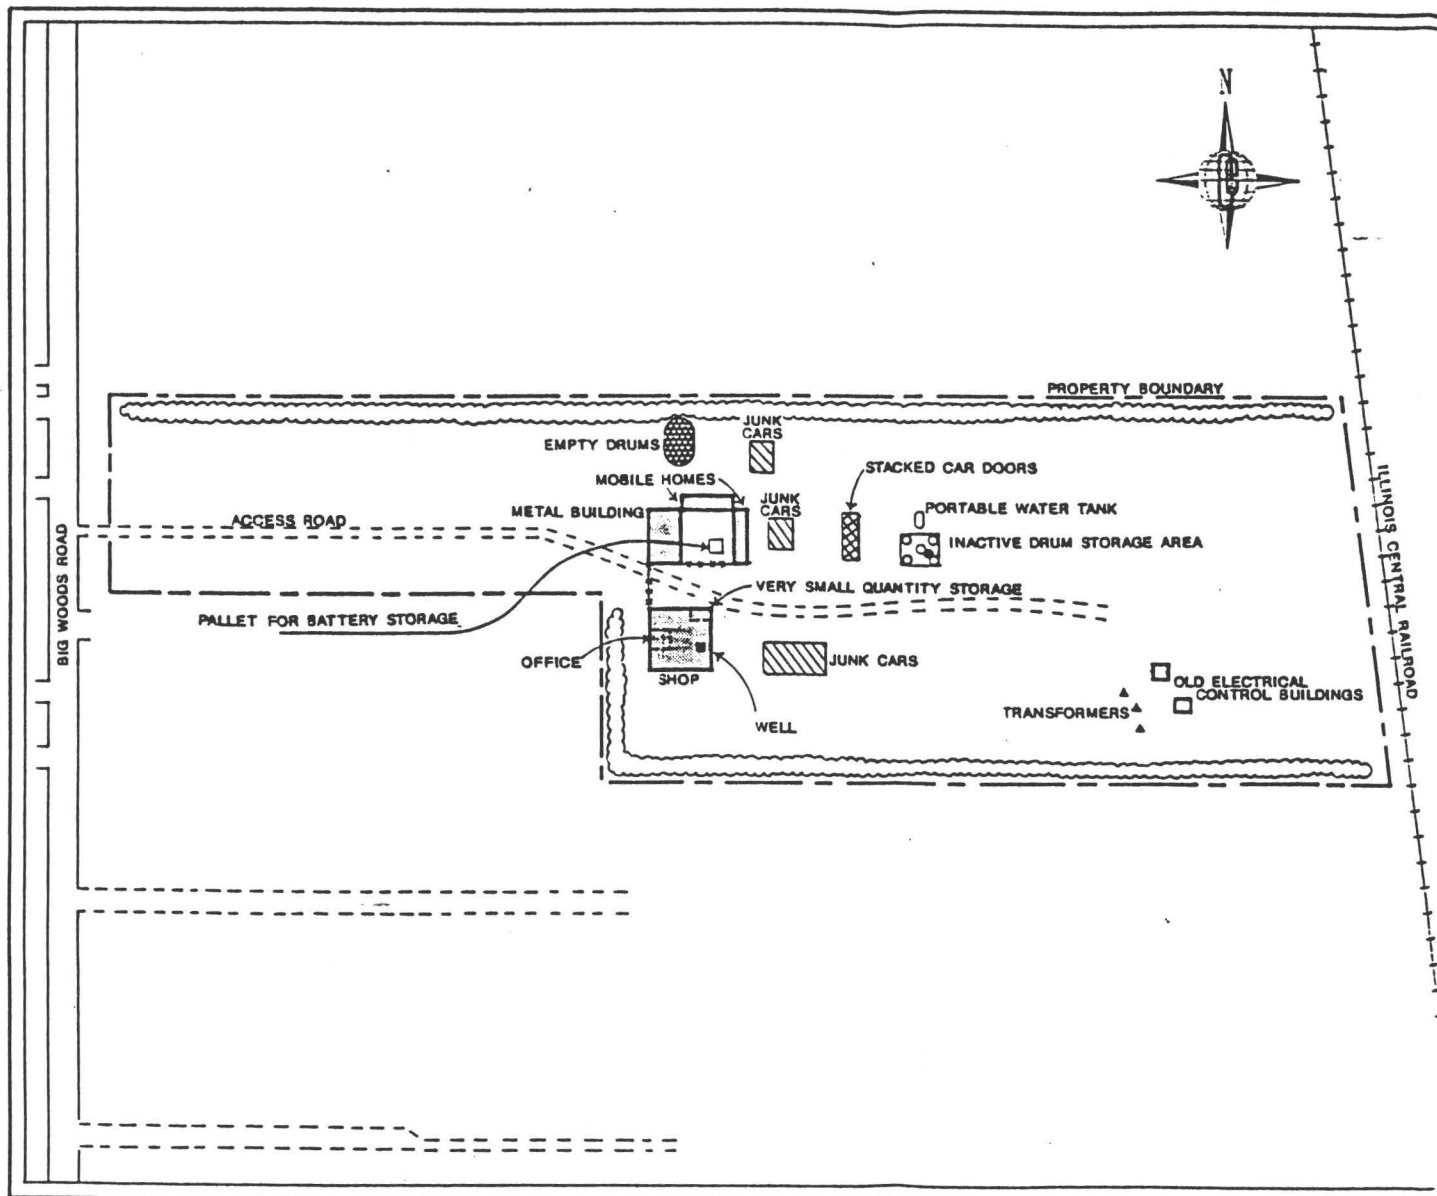 N
PROPERTY BOUNDARY
JUNK
CARS
EMPTY DRUMS
STACKED CAR DOORS
MOBILE HOMES
JUNK
CARS
METAL BUILDING
PORTABLE WATER TANK
ACCESS ROAD
INACTIVE DRUM STORAGE AREA
VERY SMALL QUANTITY STORAGE
PALLET FOR BATTERY STORAGE
BIG WOODS ROAD
ILLINOIS CENTRAL RAILROAD
OFFICE
JUNK CARS
SHOP
OLD ELECTRICAL
CONTROL BUILDINGS
TRANSFORMERS
WELL